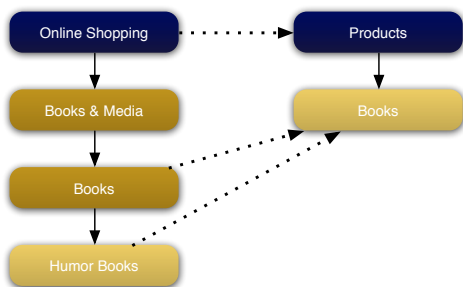 Online Shopping
Products
Books & Media
Books
Books
Humor Books